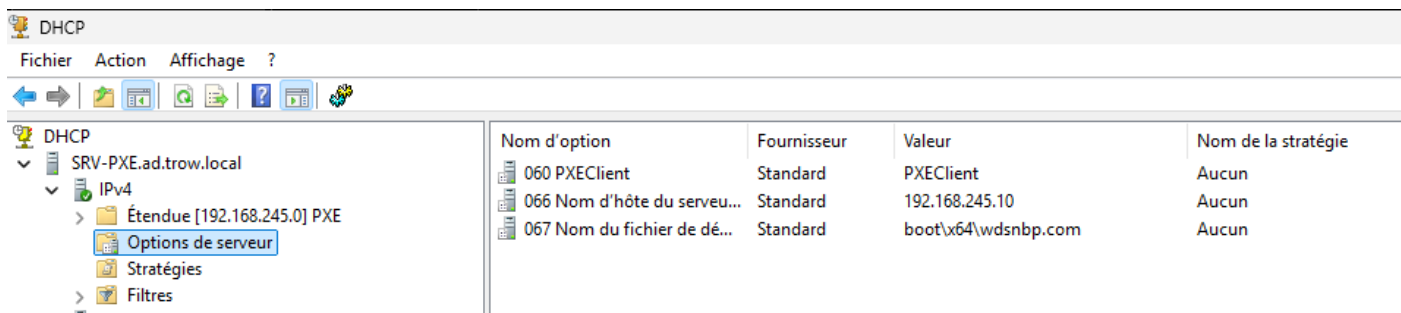 DHCP
Fichier Action Affichage ?
DHCP
SRV-PXE.ad.trow.local
IPv4
Étendue [192.168.245.0] PXE
Options de serveur
Stratégies
Filtres
Nom d'option Fournisseur Valeur Nom de la stratégie
060 PXEClient Standard PXEClient Aucun
066 Nom d'hôte du serveu... Standard 192.168.245.10 Aucun
067 Nom du fichier de dé... Standard boot\x64\wdsnbp.com Aucun